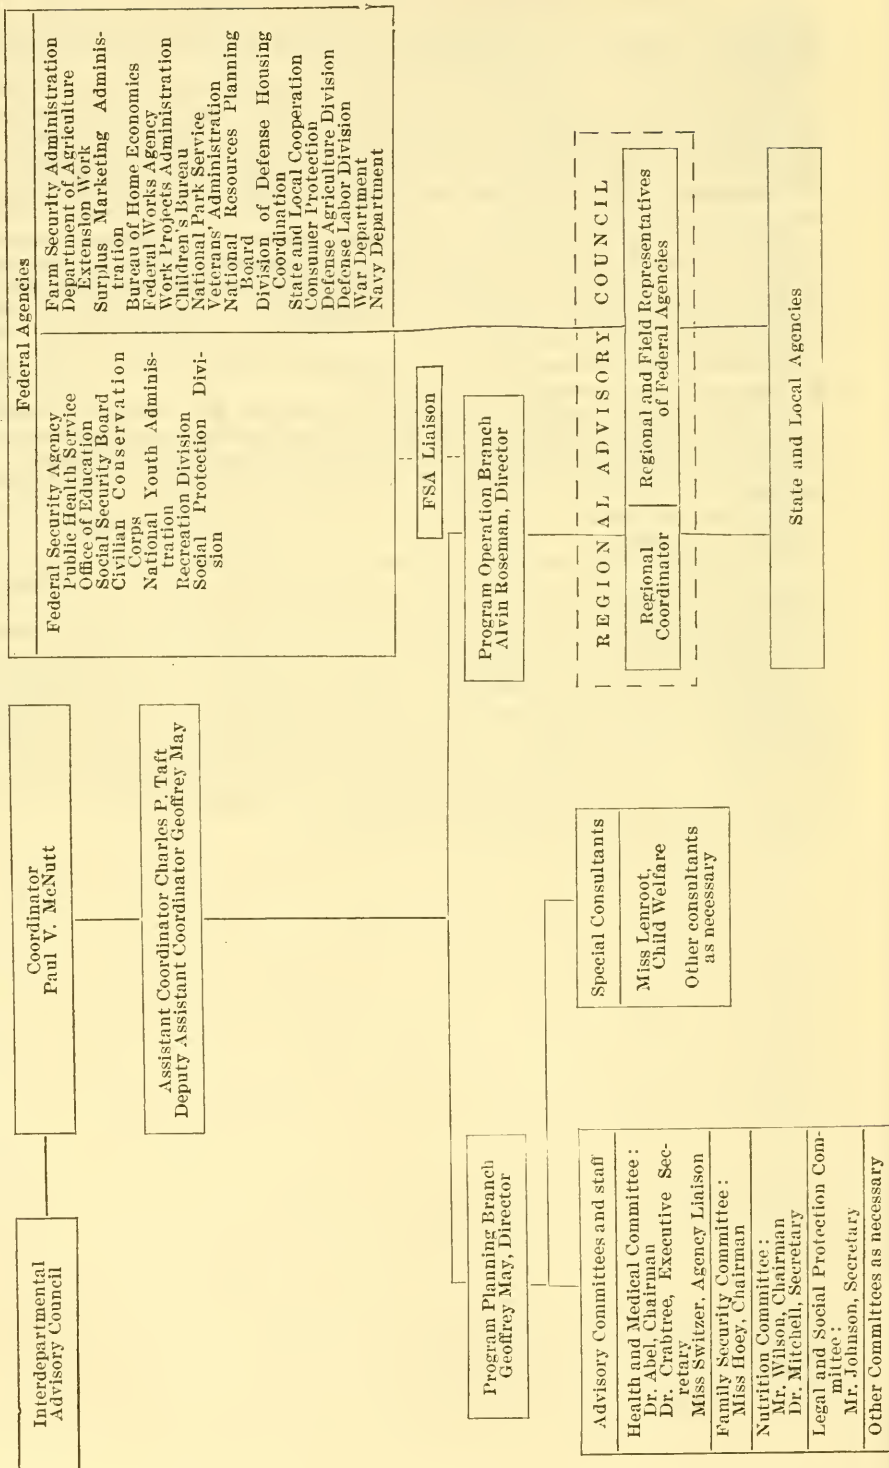 Interdepartmental
Advisory Council
Coordinator
Paul V. McNutt
Assistant Coordinator Charles P. Taft
Deputy Assistant Coordinator Geoffrey May
Federal Agencies
Federal Security Agency
Public Health Service
Office of Education
Social Security Board
Civilian Conservation
Corps
National Youth Adminis-
tration
Recreation Division
Social Protection Divi-
sion
Farm Security Administration
Department of Agriculture
Extension Work
Surplus Marketing Adminis-
tration
Bureau of Home Economics
Federal Works Agency
Work Projects Administration
Children's Bureau
National Park Service
Veterans' Administration
National Resources Planning
Board
Division of Defense Housing
Coordination
State and Local Cooperation
Consumer Protection
Defense Agriculture Division
Defense Labor Division
War Department
Navy Department
FSA Liaison
Program Planning Branch
Geoffrey May, Director
Program Operation Branch
Alvin Roseman, Director
Advisory Committees and staff
Health and Medical Committee:
Dr. Abel, Chairman
Dr. Crabtree, Executive Sec-
retary
Miss Switzer, Agency Liaison
Family Security Committee:
Miss Hoey, Chairman
Nutrition Committee:
Mr. Wilson, Chairman
Dr. Mitchell, Secretary
Legal and Social Protection Com-
mittee:
Mr. Johnson, Secretary
Other Committees as necessary
Special Consultants
Miss Lenroot,
Child Welfare
Other consultants
as necessary
REGIONAL ADVISORY COUNCIL
Regional
Coordinator
Regional and Field Representatives
of Federal Agencies
State and Local Agencies